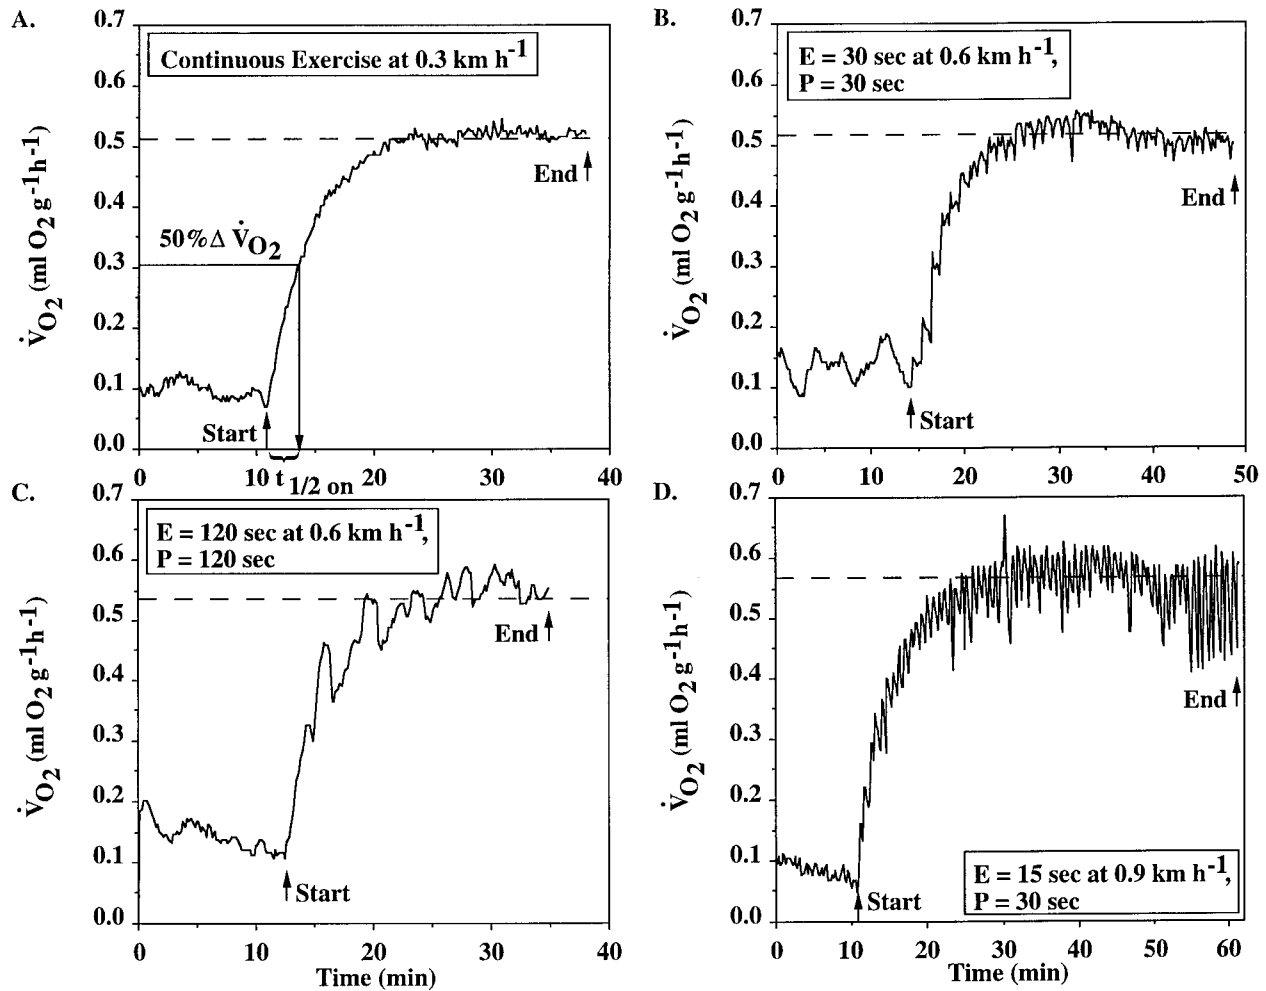 A.
0.7
0.6
0.5
0.4
0.3
0.2
0.1
0.0
V̇O2 (ml O2 g-1h-1)
Continuous Exercise at 0.3 km h-1
50%Δ V̇O2
End
Start
t 1/2 on
0 10 20 30 40
B.
0.7
0.6
0.5
0.4
0.3
0.2
0.1
0.0
V̇O2 (ml O2 g-1h-1)
E = 30 sec at 0.6 km h-1,
P = 30 sec
End
Start
0 10 20 30 40 50
C.
0.7
0.6
0.5
0.4
0.3
0.2
0.1
0.0
V̇O2 (ml O2 g-1h-1)
E = 120 sec at 0.6 km h-1,
P = 120 sec
End
Start
0 10 20 30 40
Time (min)
D.
0.7
0.6
0.5
0.4
0.3
0.2
0.1
0.0
V̇O2 (ml O2 g-1h-1)
End
E = 15 sec at 0.9 km h-1,
P = 30 sec
Start
0 10 20 30 40 50 60
Time (min)